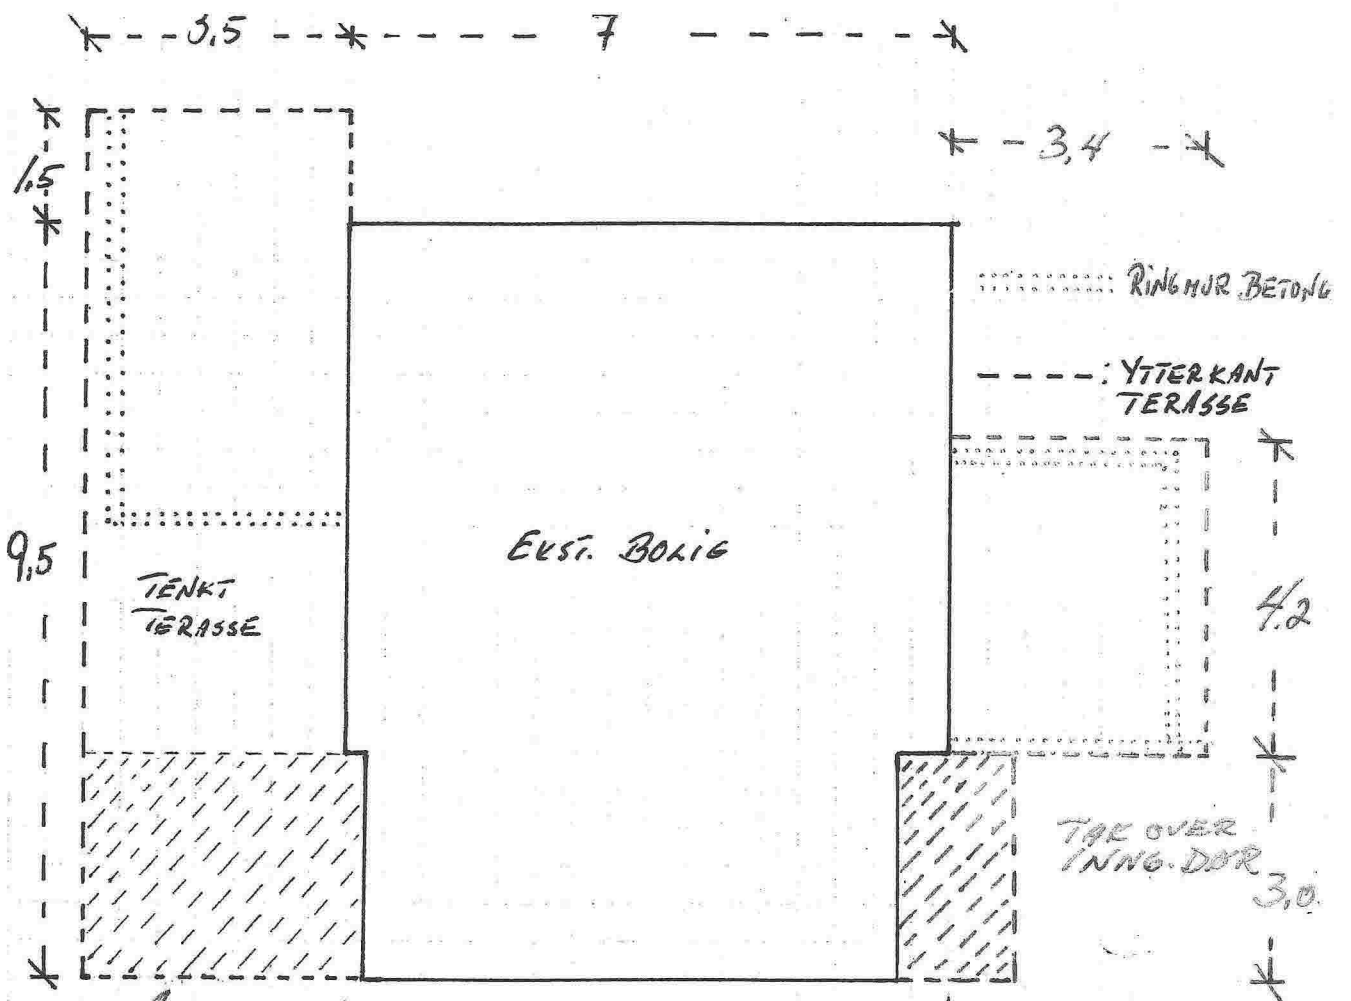 3,5
7
3,4
1,5
RINGMUR BETONG
: YTTERKANT
TERASSE
9,5
EKST. BOLIG
TENKT
TERASSE
4,2
TAK OVER
INNG. DØR
3,0.